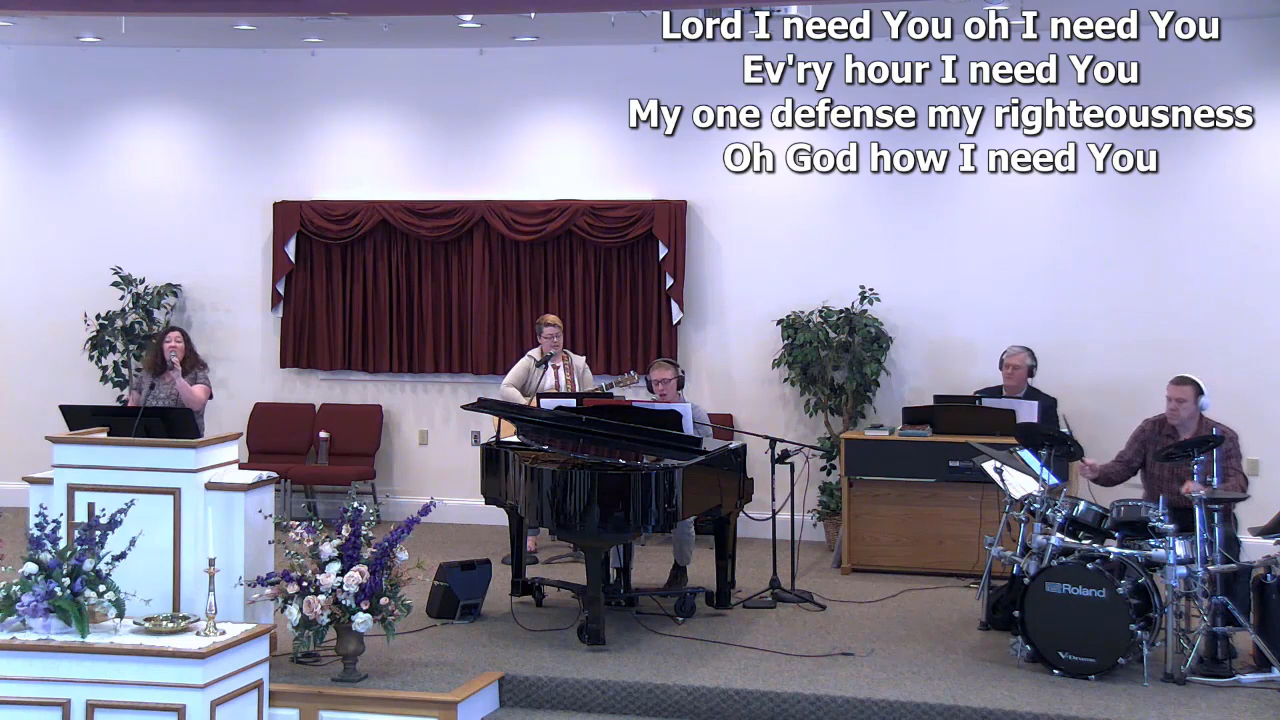 Lord I need You oh I need You
Ev'ry hour I need You
My one defense my righteousness
Oh God how I need You
Roland
V-Drums